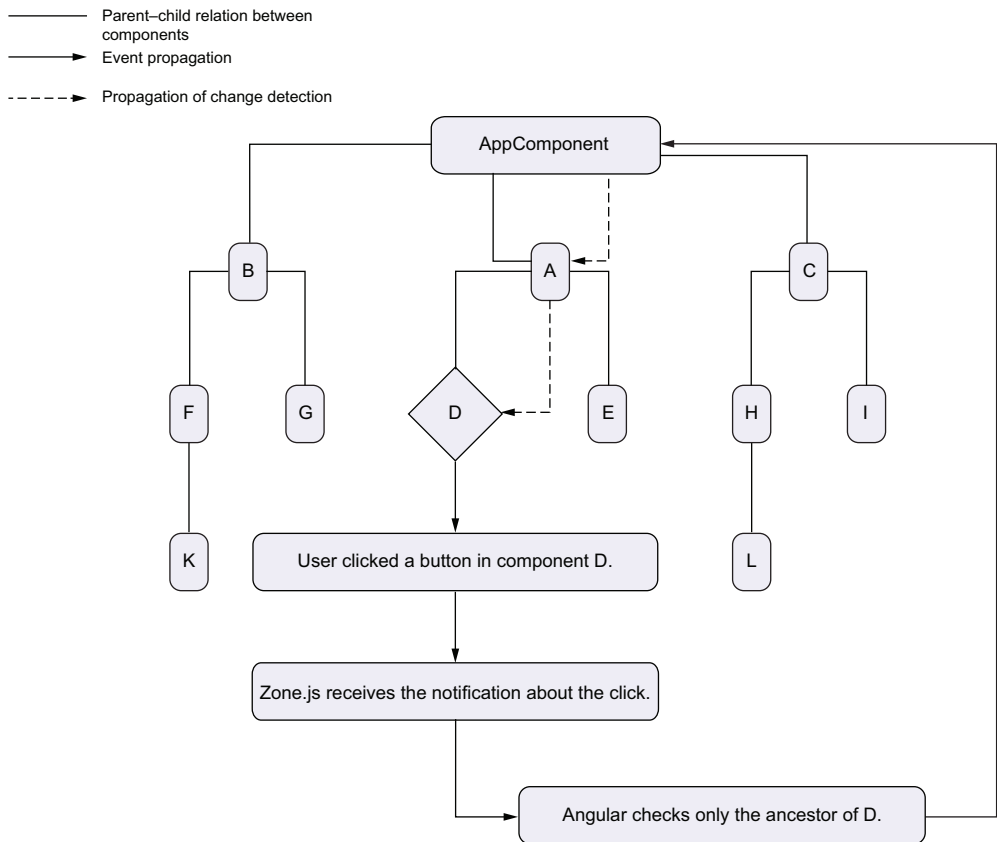 Parent–child relation between
components
Event propagation
Propagation of change detection
AppComponent
B
A
C
F
G
D
E
H
I
K
User clicked a button in component D.
L
Zone.js receives the notification about the click.
Angular checks only the ancestor of D.